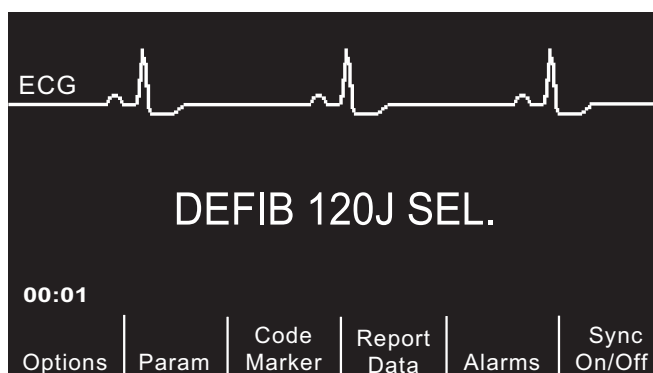 ECG
DEFIB 120J SEL.
00:01
Options Param Code Marker Report Data Alarms Sync On/Off